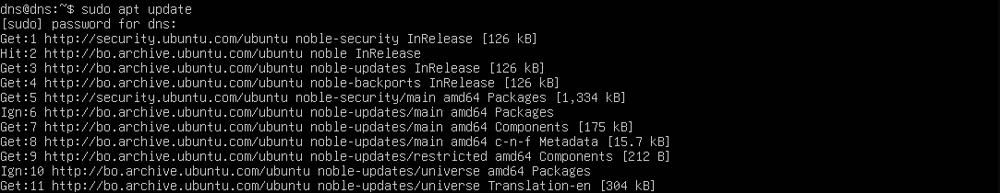 dns@dns:~$ sudo apt update
[sudo] password for dns:
Get:1 http://security.ubuntu.com/ubuntu noble-security InRelease [126 kB]
Hit:2 http://bo.archive.ubuntu.com/ubuntu noble InRelease
Get:3 http://bo.archive.ubuntu.com/ubuntu noble-updates InRelease [126 kB]
Get:4 http://bo.archive.ubuntu.com/ubuntu noble-backports InRelease [126 kB]
Get:5 http://security.ubuntu.com/ubuntu noble-security/main amd64 Packages [1,334 kB]
Ign:6 http://bo.archive.ubuntu.com/ubuntu noble-updates/main amd64 Packages
Get:7 http://bo.archive.ubuntu.com/ubuntu noble-updates/main amd64 Components [175 kB]
Get:8 http://bo.archive.ubuntu.com/ubuntu noble-updates/main amd64 c-n-f Metadata [15.7 kB]
Get:9 http://bo.archive.ubuntu.com/ubuntu noble-updates/restricted amd64 Components [212 B]
Ign:10 http://bo.archive.ubuntu.com/ubuntu noble-updates/universe amd64 Packages
Get:11 http://bo.archive.ubuntu.com/ubuntu noble-updates/universe Translation-en [304 kB]